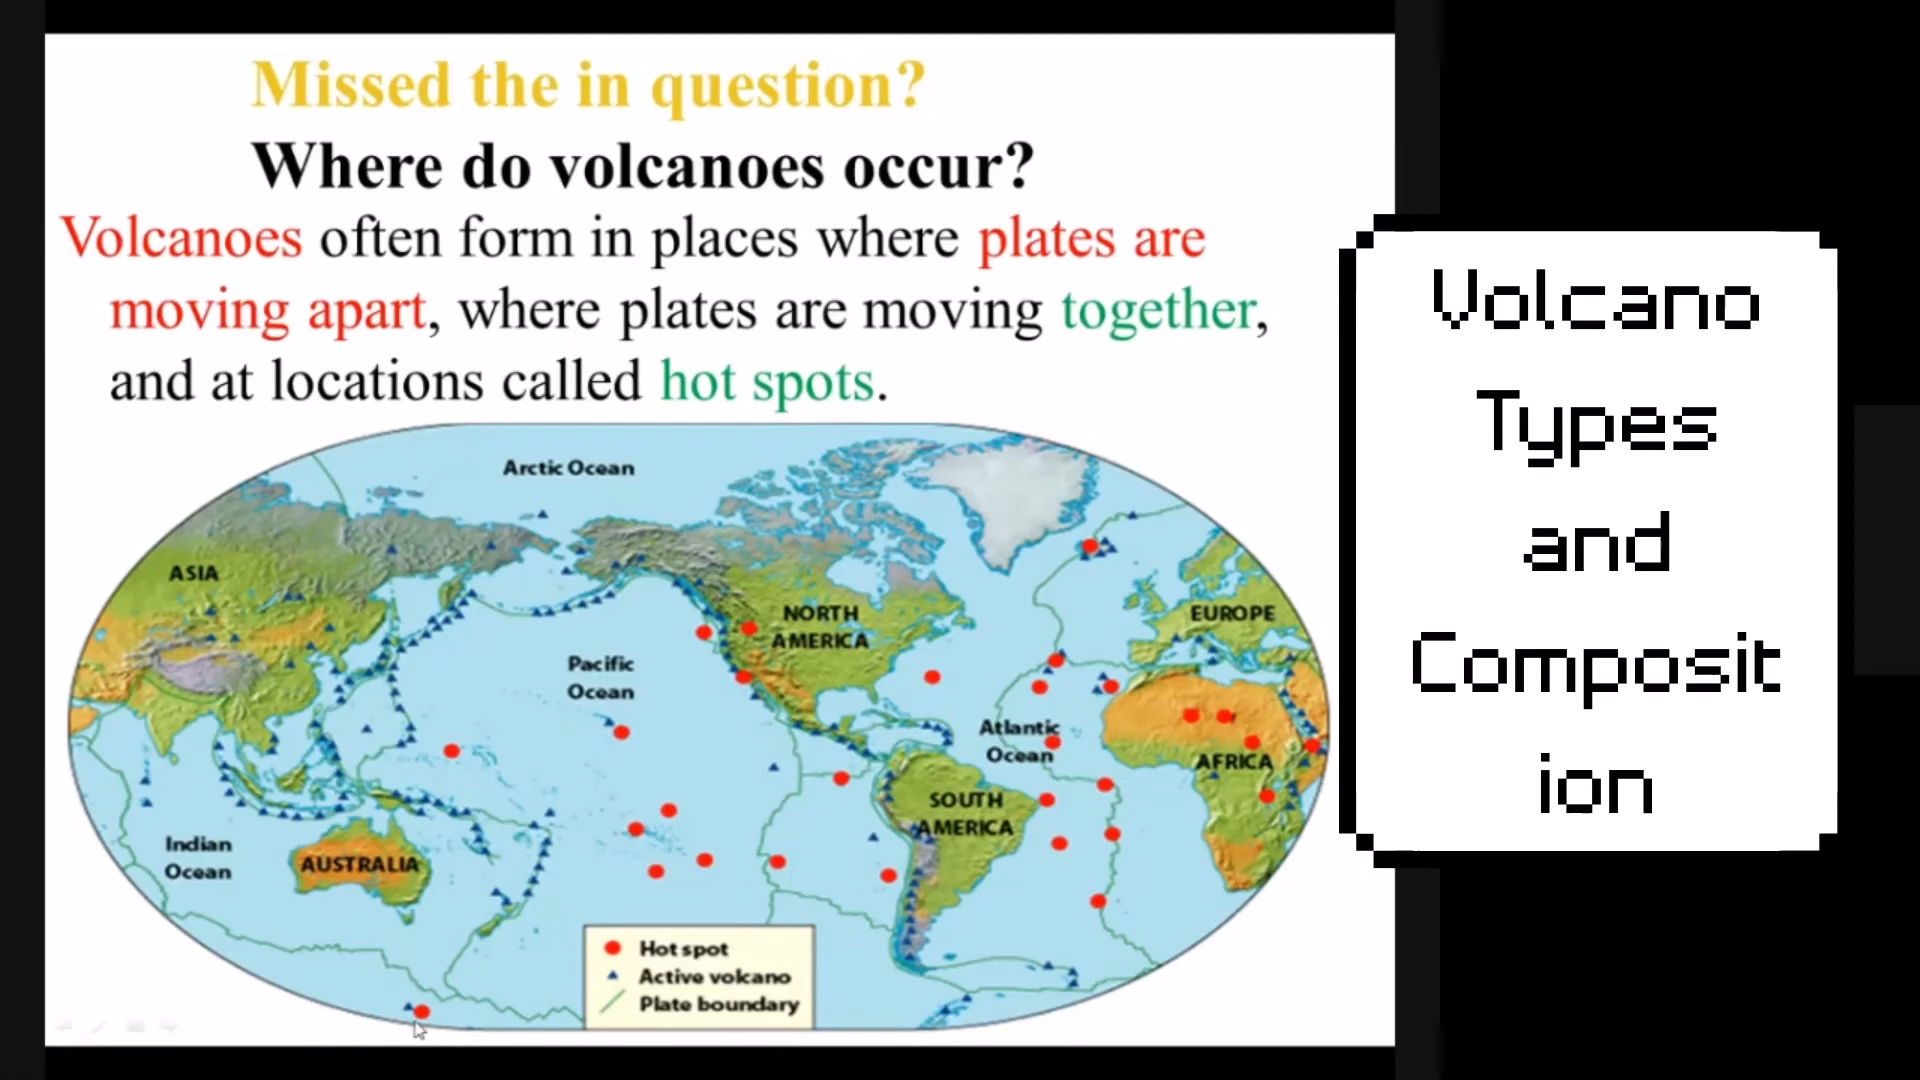 Missed the in question?
Where do volcanoes occur?
Volcanoes often form in places where plates are
moving apart, where plates are moving together,
and at locations called hot spots.
Arctic Ocean
ASIA
NORTH
AMERICA
EUROPE
Pacific
Ocean
Atlantic
Ocean
AFRICA
SOUTH
AMERICA
Indian
Ocean
AUSTRALIA
Hot spot
Active volcano
Plate boundary
Volcano
Types
and
Composit
ion